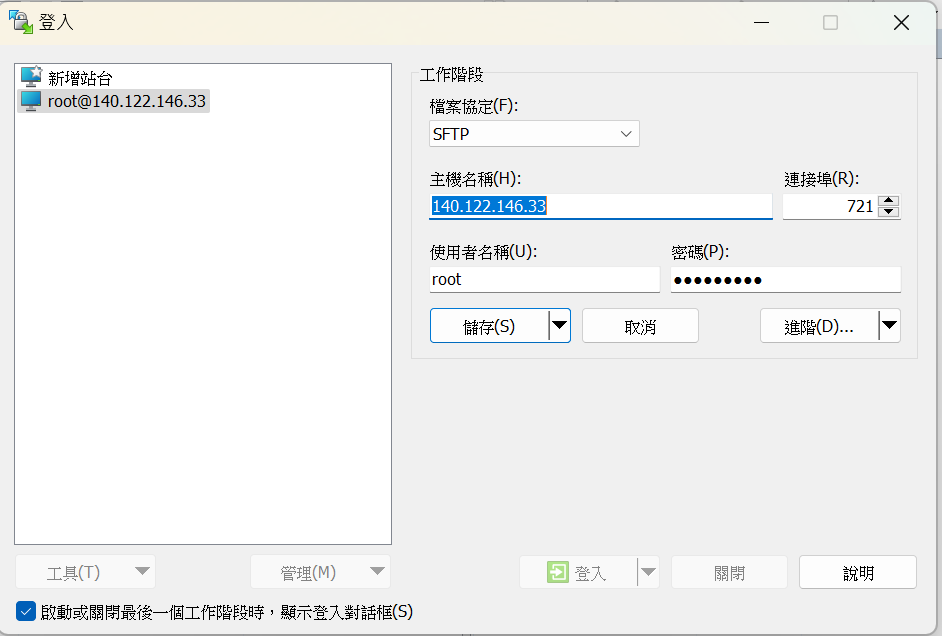 登入
新增站台
root@140.122.146.33
工作階段
檔案協定(F):
SFTP
主機名稱(H): 連接埠(R):
140.122.146.33 721
使用者名稱(U): 密碼(P):
root ●●●●●●●●●
儲存(S) 取消 進階(D)...
工具(T) 管理(M) 登入 關閉 說明
啟動或關閉最後一個工作階段時，顯示登入對話框(S)